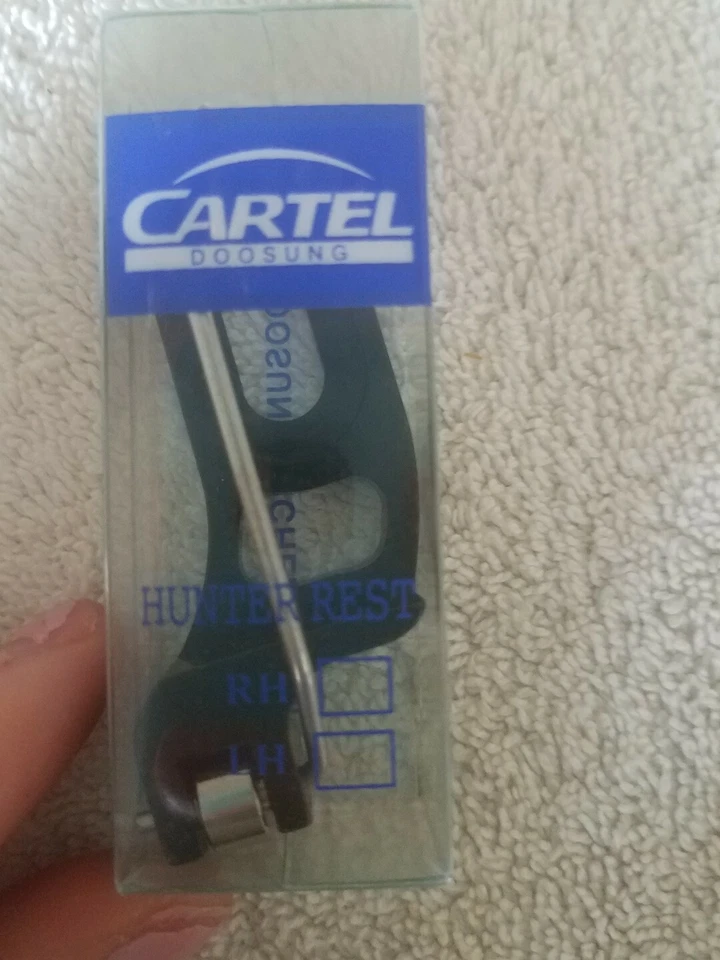 CARTEL
DOOSUNG
HUNTER REST
RH
LH